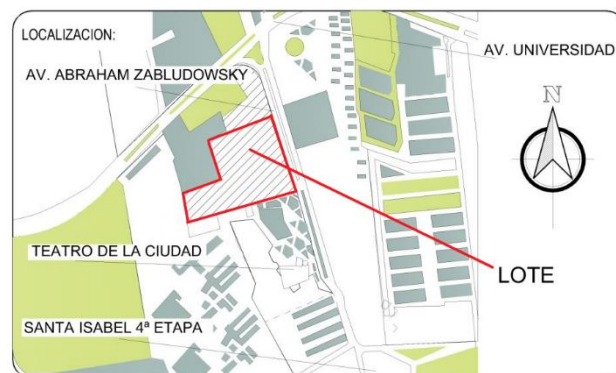 LOCALIZACION:
AV. UNIVERSIDAD
AV. ABRAHAM ZABLUDOWSKY
N
TEATRO DE LA CIUDAD
LOTE
SANTA ISABEL 4ª ETAPA